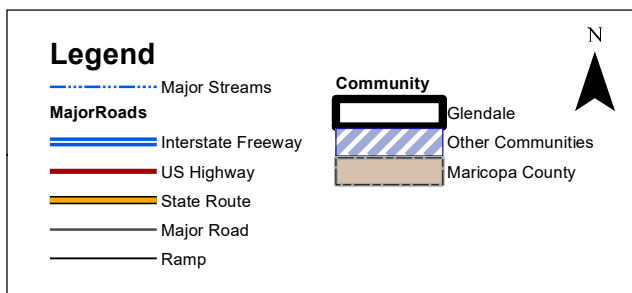 Legend
Major Streams
MajorRoads
Interstate Freeway
US Highway
State Route
Major Road
Ramp
Community
Glendale
Other Communities
Maricopa County
N